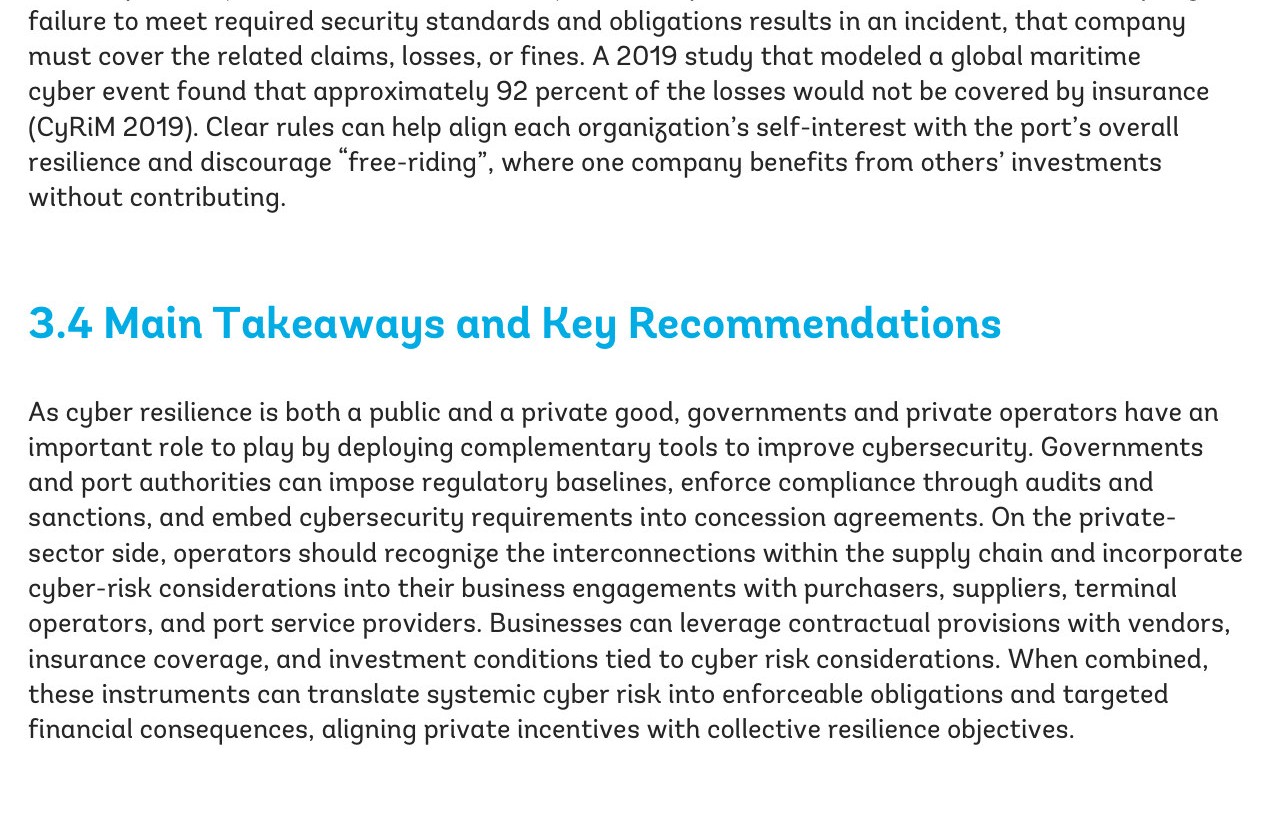 failure to meet required security standards and obligations results in an incident, that company
must cover the related claims, losses, or fines. A 2019 study that modeled a global maritime
cyber event found that approximately 92 percent of the losses would not be covered by insurance
(CyRiM 2019). Clear rules can help align each organization’s self-interest with the port’s overall
resilience and discourage “free-riding”, where one company benefits from others’ investments
without contributing.
3.4 Main Takeaways and Key Recommendations
As cyber resilience is both a public and a private good, governments and private operators have an
important role to play by deploying complementary tools to improve cybersecurity. Governments
and port authorities can impose regulatory baselines, enforce compliance through audits and
sanctions, and embed cybersecurity requirements into concession agreements. On the private-
sector side, operators should recognize the interconnections within the supply chain and incorporate
cyber-risk considerations into their business engagements with purchasers, suppliers, terminal
operators, and port service providers. Businesses can leverage contractual provisions with vendors,
insurance coverage, and investment conditions tied to cyber risk considerations. When combined,
these instruments can translate systemic cyber risk into enforceable obligations and targeted
financial consequences, aligning private incentives with collective resilience objectives.